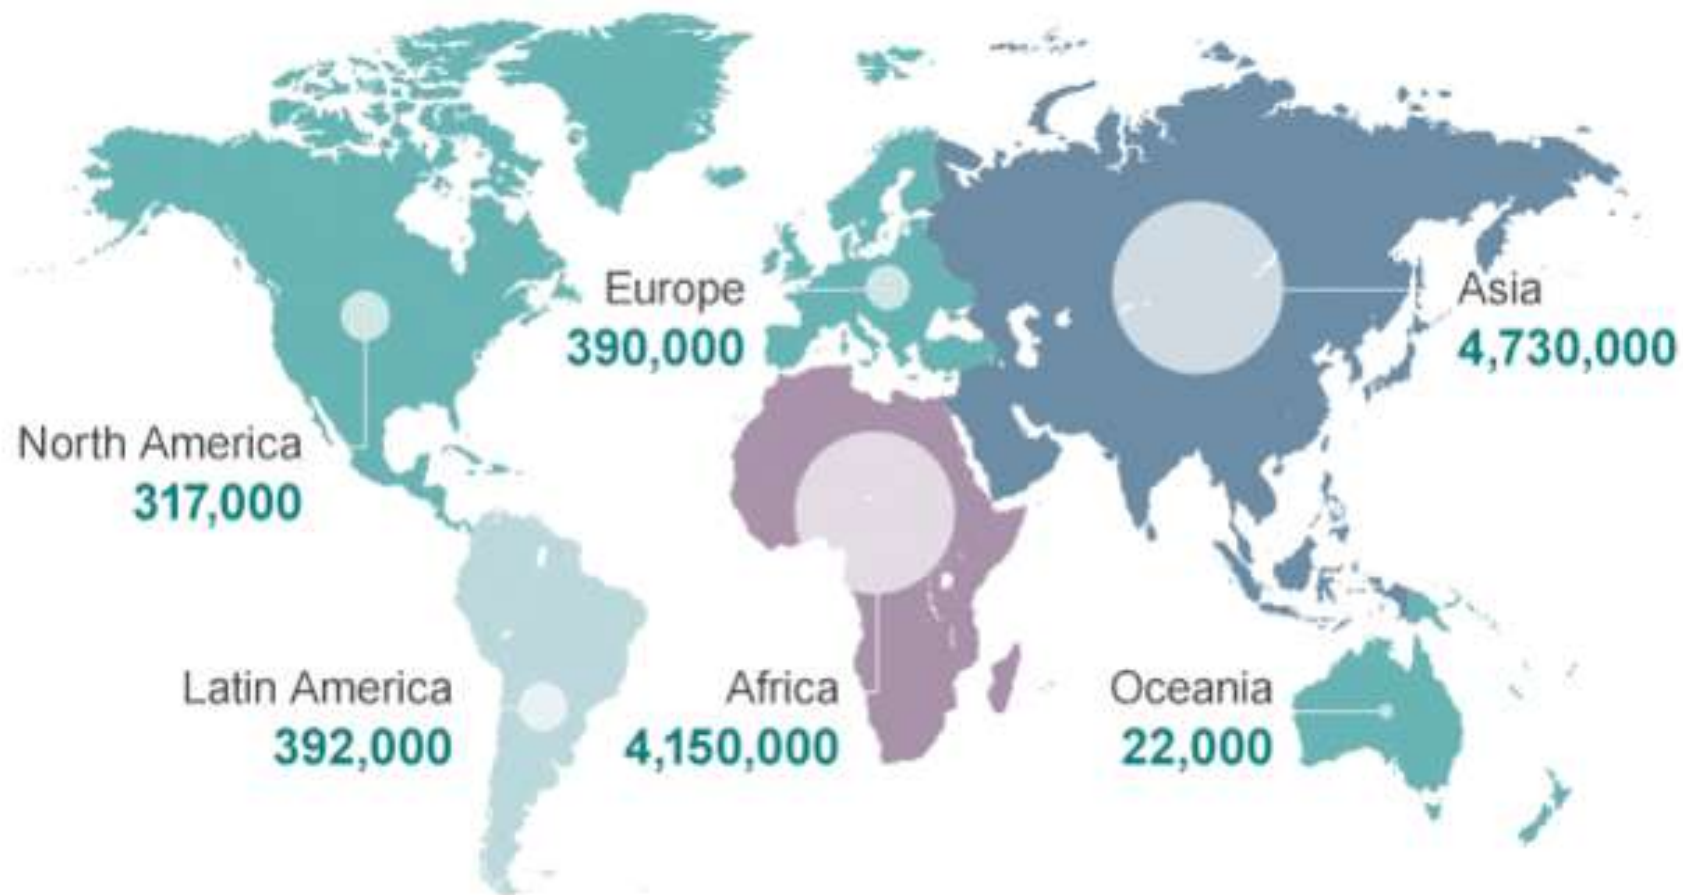 Europe
390,000
Asia
4,730,000
North America
317,000
Latin America
392,000
Africa
4,150,000
Oceania
22,000